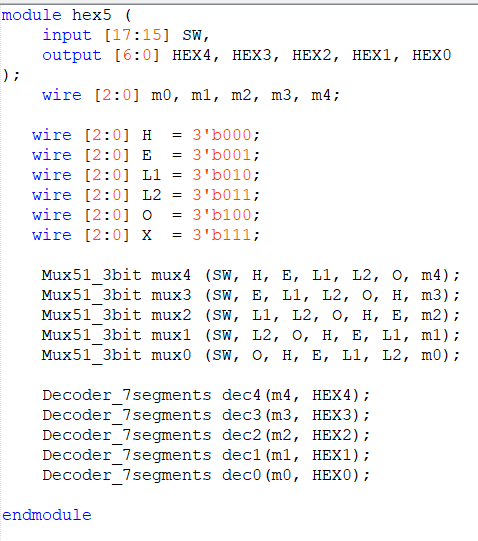 module hex5 (
    input [17:15] SW,
    output [6:0] HEX4, HEX3, HEX2, HEX1, HEX0
);
    wire [2:0] m0, m1, m2, m3, m4;

   wire [2:0] H  = 3'b000;
   wire [2:0] E  = 3'b001;
   wire [2:0] L1 = 3'b010;
   wire [2:0] L2 = 3'b011;
   wire [2:0] O  = 3'b100;
   wire [2:0] X  = 3'b111;

    Mux51_3bit mux4 (SW, H, E, L1, L2, O, m4);
    Mux51_3bit mux3 (SW, E, L1, L2, O, H, m3);
    Mux51_3bit mux2 (SW, L1, L2, O, H, E, m2);
    Mux51_3bit mux1 (SW, L2, O, H, E, L1, m1);
    Mux51_3bit mux0 (SW, O, H, E, L1, L2, m0);

    Decoder_7segments dec4(m4, HEX4);
    Decoder_7segments dec3(m3, HEX3);
    Decoder_7segments dec2(m2, HEX2);
    Decoder_7segments dec1(m1, HEX1);
    Decoder_7segments dec0(m0, HEX0);

endmodule